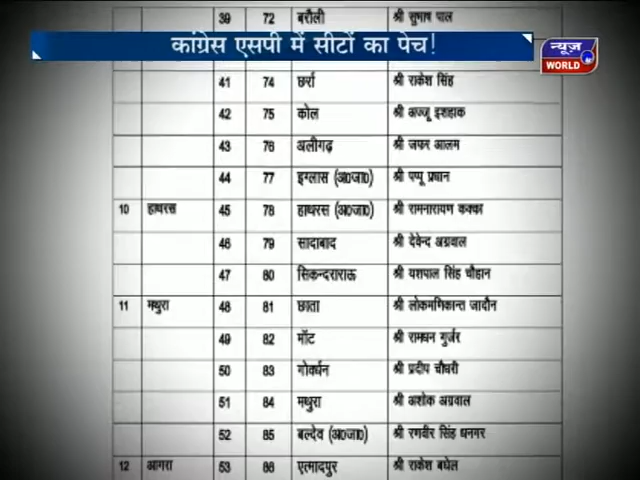 39 72 बरौली श्री सुभाष पाल
कांग्रेस एसपी में सीटों का पेच!
न्यूज़
WORLD
41 74 छर्रा श्री राकेश सिंह
42 75 कोल श्री अज्जू इशहाक
43 76 अलीगढ़ श्री जफर आलम
44 77 इग्लास (अ0जा0) श्री पप्पू प्रधान
10 हाथरस 45 78 हाथरस (अ0जा0) श्री रामनारायण कक्का
46 79 सादाबाद श्री देवेन्द अग्रवाल
47 80 सिकन्दराराऊ श्री यशपाल सिंह चौहान
11 मथुरा 48 81 छाता श्री लोकमणिकान्त जादौन
49 82 मॉट श्री रामधन गुर्जर
50 83 गोवर्धन श्री प्रदीप चौधरी
51 84 मथुरा श्री अशोक अग्रवाल
52 85 बल्देव (अ0जा0) श्री रणवीर सिंह धनगर
12 आगरा 53 86 एत्मादपुर श्री राकेश बघेल